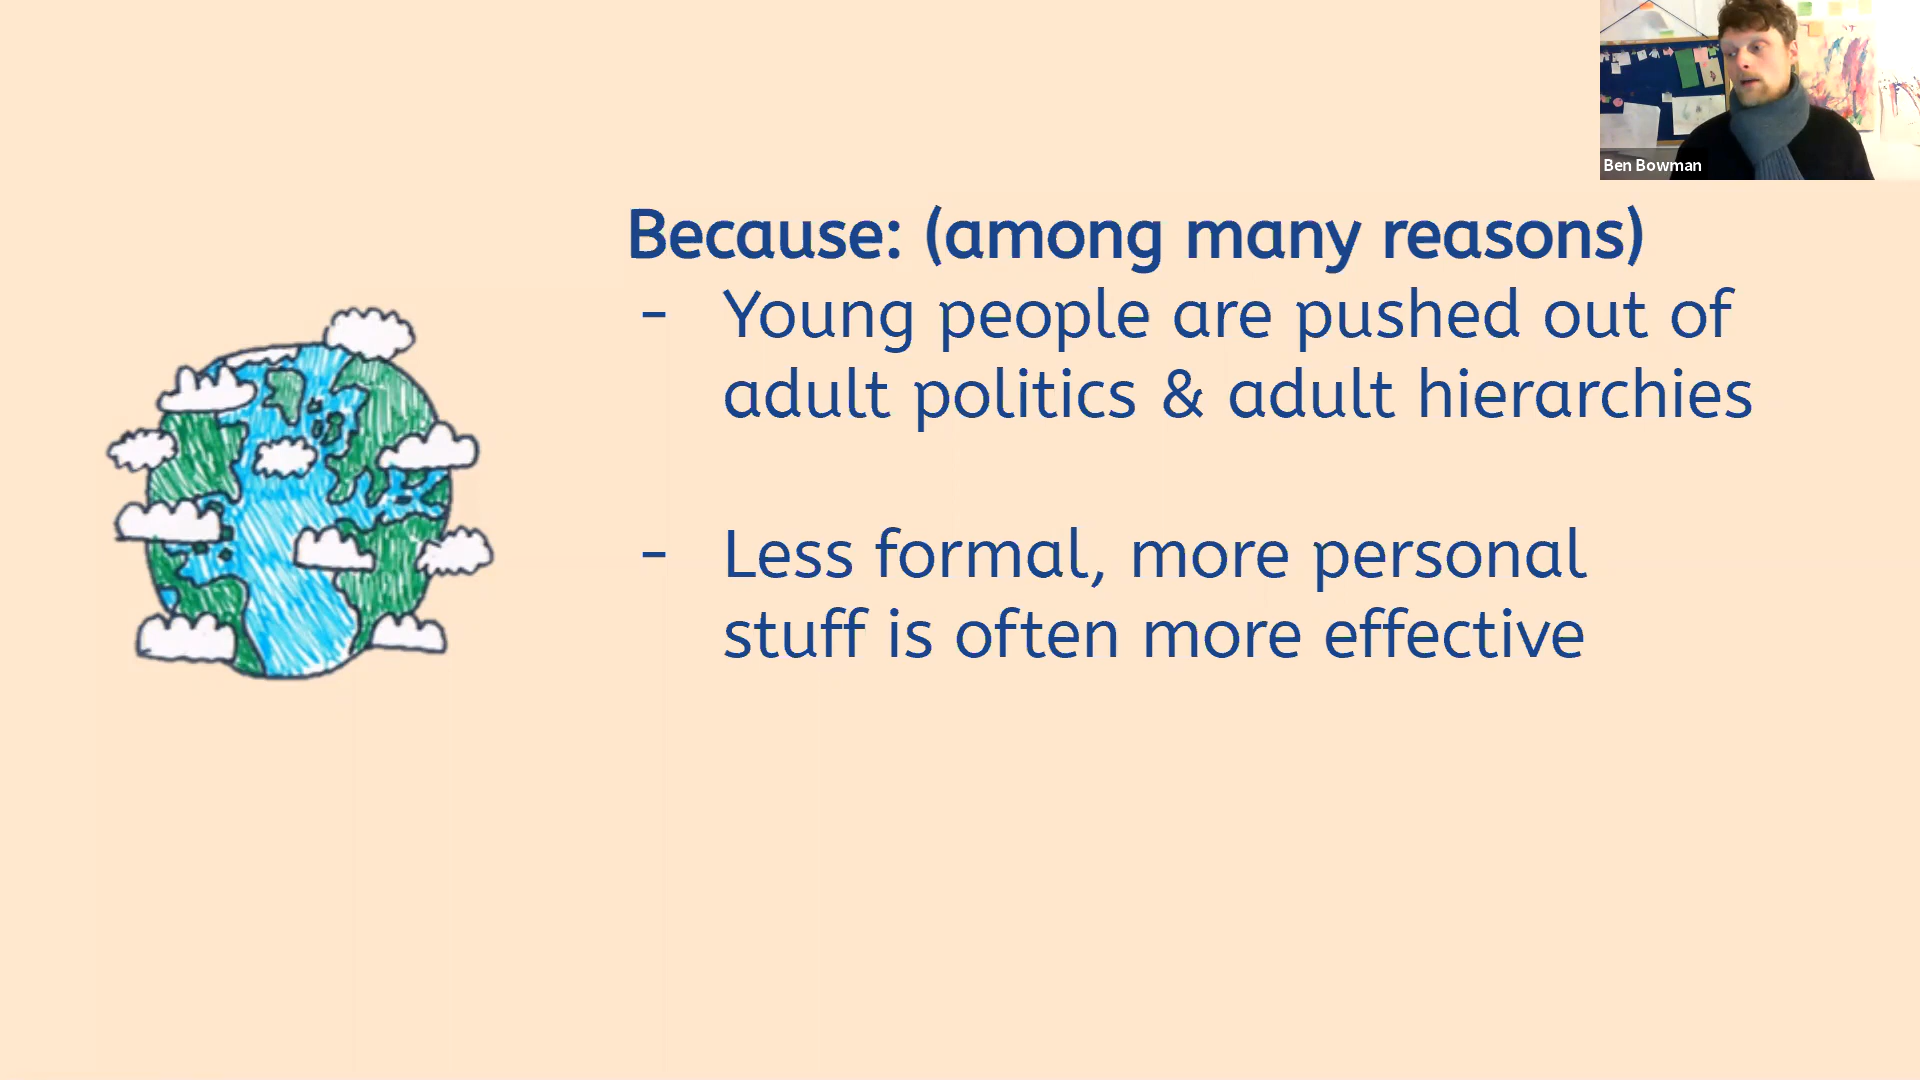 Ben Bowman
Because: (among many reasons)
- Young people are pushed out of
adult politics & adult hierarchies
- Less formal, more personal
stuff is often more effective